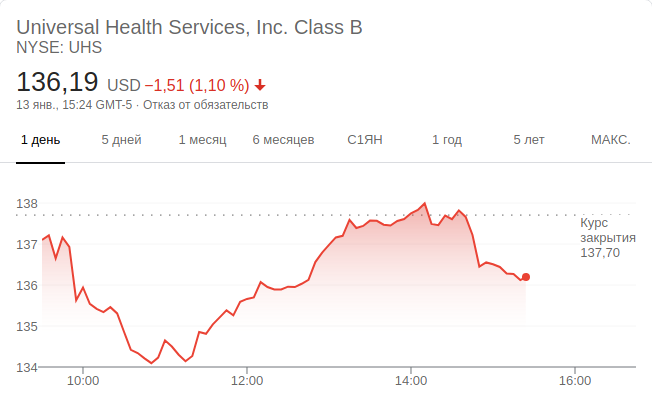 Universal Health Services, Inc. Class B
NYSE: UHS
136,19 USD −1,51 (1,10 %)
13 янв., 15:24 GMT-5 · Отказ от обязательств
1 день 5 дней 1 месяц 6 месяцев С1ЯН 1 год 5 лет МАКС.
138
137
136
135
134
Курс
закрытия
137,70
10:00 12:00 14:00 16:00